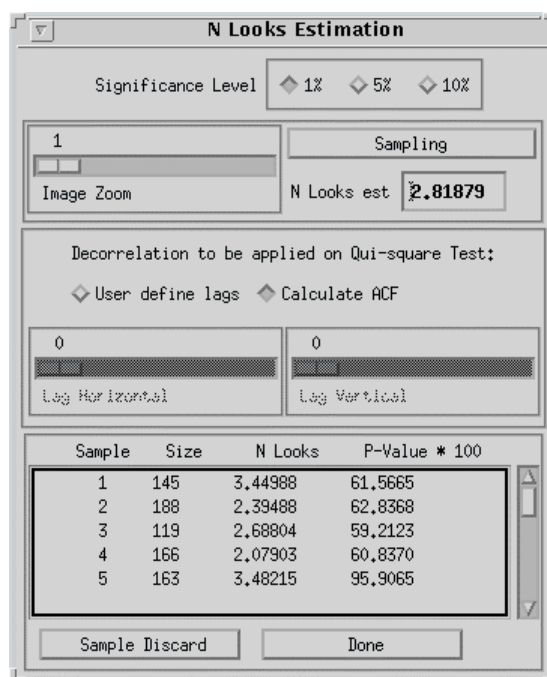 N Looks Estimation
Significance Level 1% 5% 10%
1
Image Zoom
Sampling
N Looks est 2.81879
Decorrelation to be applied on Qui-square Test:
User define lags Calculate ACF
0
Lag Horizontal
0
Lag Vertical
Sample Size N Looks P-Value * 100
1 145 3.44988 61.5665
2 188 2.39488 62.8368
3 119 2.68804 59.2123
4 166 2.07903 60.8370
5 163 3.48215 95.9065
Sample Discard Done